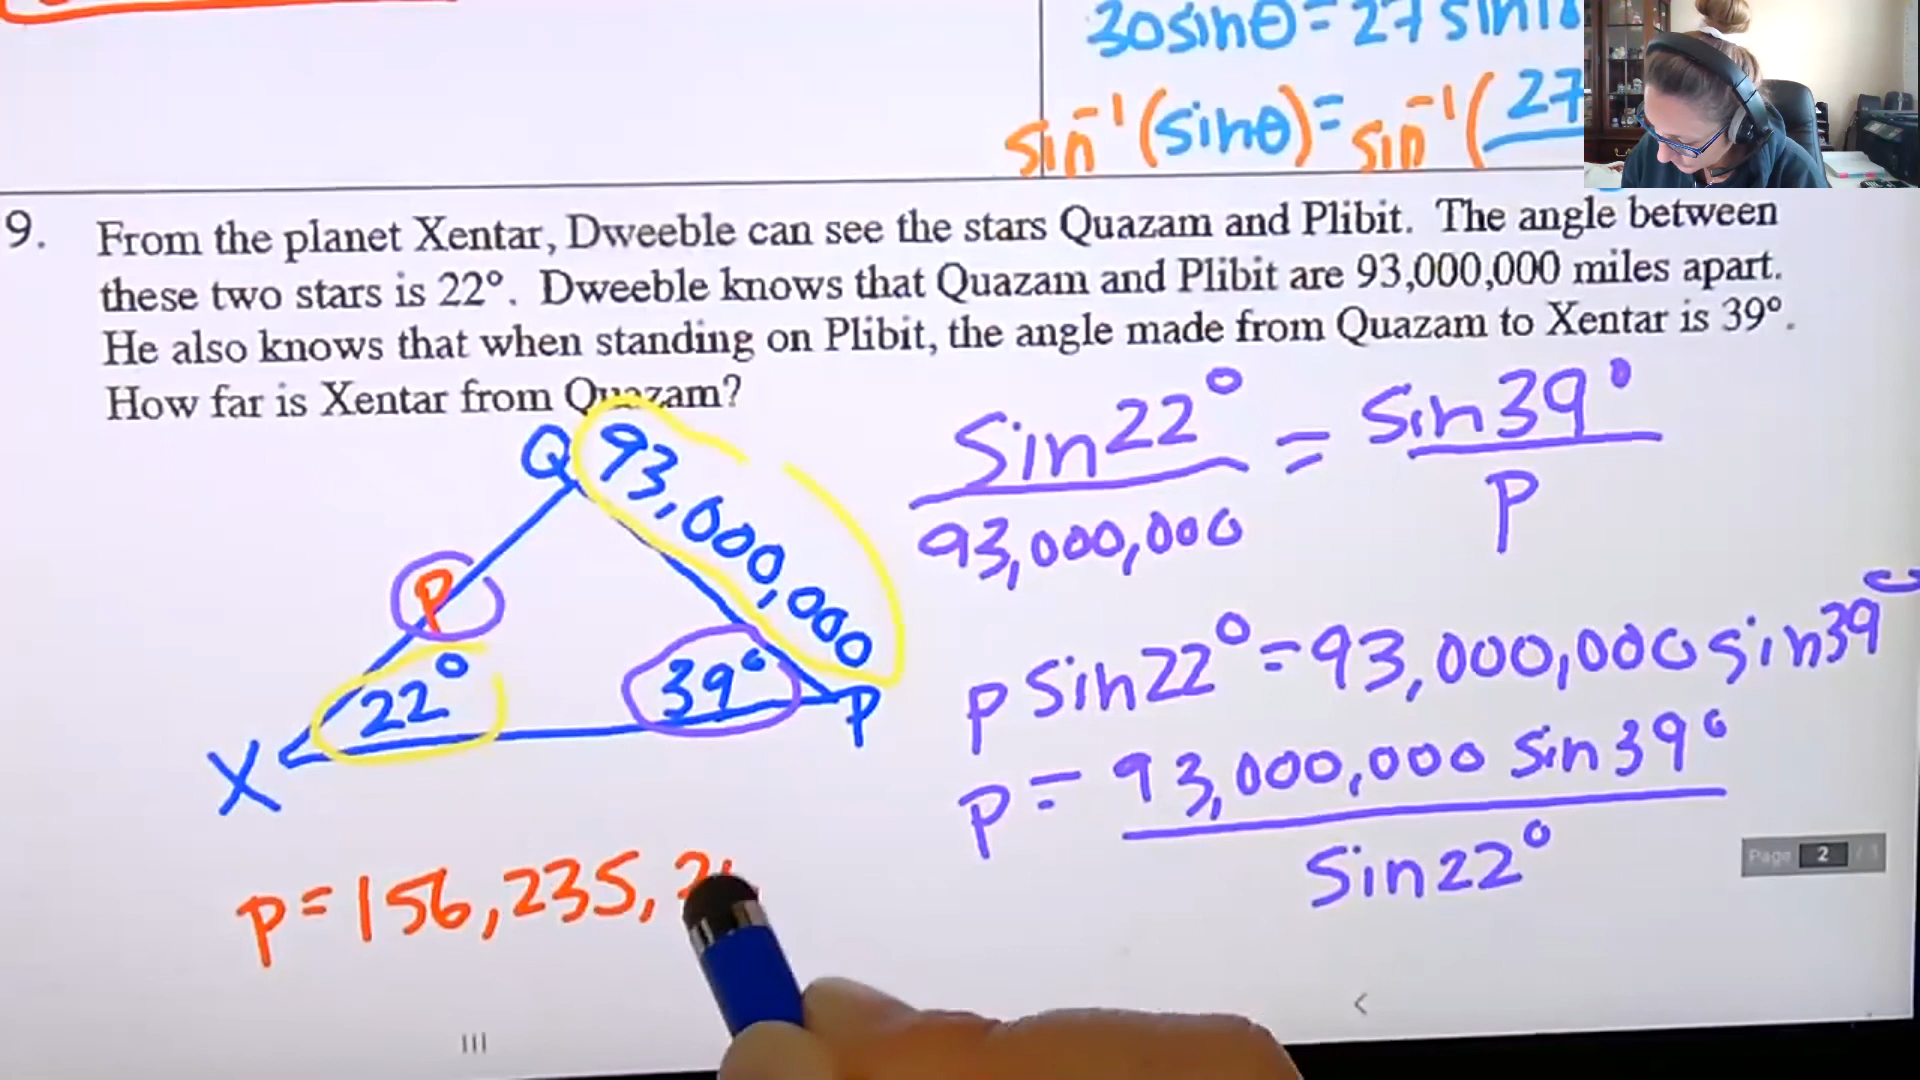 30sinθ=27sin
sin⁻¹(sinθ)=sin⁻¹(27
9. From the planet Xentar, Dweeble can see the stars Quazam and Plibit. The angle between
these two stars is 22°. Dweeble knows that Quazam and Plibit are 93,000,000 miles apart.
He also knows that when standing on Plibit, the angle made from Quazam to Xentar is 39°.
How far is Xentar from Quazam?
Q
93,000,000
P
22°
39°
P
X
Sin22° = Sin39°
93,000,000 P
p sin22°=93,000,000 sin39°
p= 93,000,000 sin39°
Sin22°
p=156,235,
Page 2